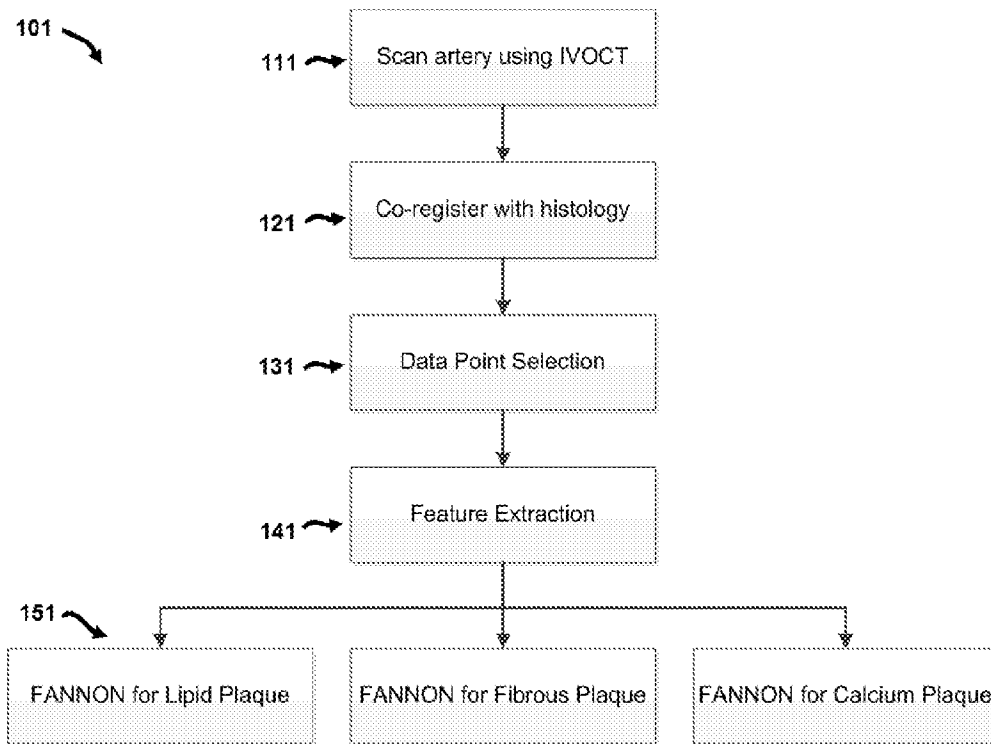 101
111
Scan artery using IVOCT
121
Co-register with histology
131
Data Point Selection
141
Feature Extraction
151
FANNON for Lipid Plaque
FANNON for Fibrous Plaque
FANNON for Calcium Plaque